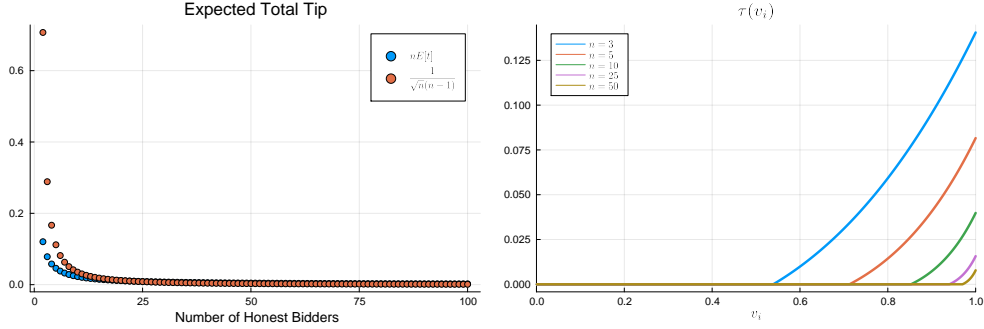 Expected Total Tip
0.6
0.4
0.2
0.0
0
25
50
75
100
Number of Honest Bidders
nE[t]
1
√n(n − 1)
τ(v_i)
0.125
0.100
0.075
0.050
0.025
0.000
0.0
0.2
0.4
0.6
0.8
1.0
v_i
n = 3
n = 5
n = 10
n = 25
n = 50